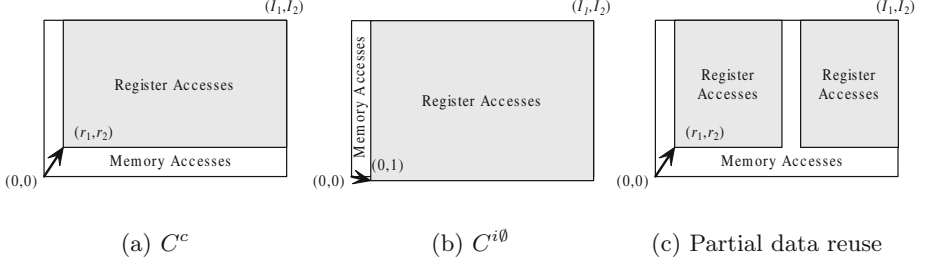 (I₁,I₂)
Register Accesses
(r₁,r₂)
Memory Accesses
(0,0)
(a) Cᶜ
(I₁,I₂)
Memory Accesses
Register Accesses
(0,1)
(0,0)
(b) C^{i∅}
(I₁,I₂)
Register
Accesses
Register
Accesses
(r₁,r₂)
Memory Accesses
(0,0)
(c) Partial data reuse